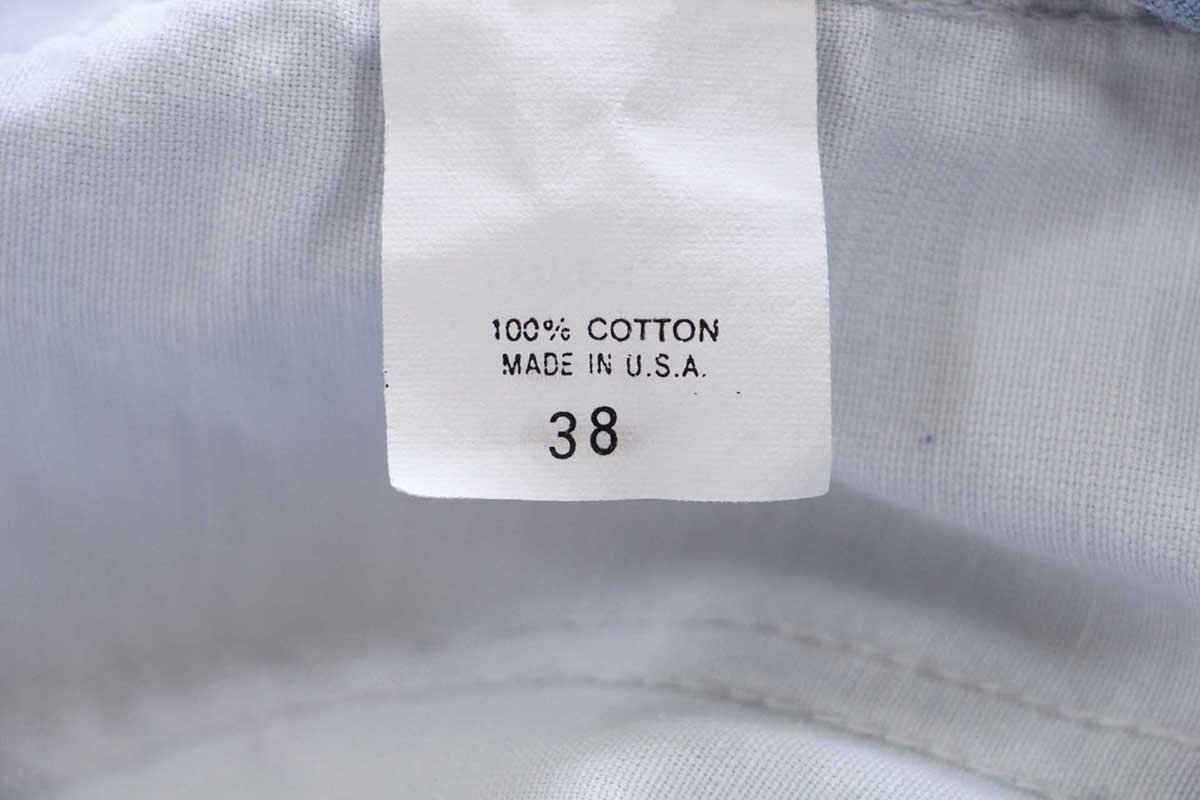 100% COTTON
MADE IN U.S.A.
38